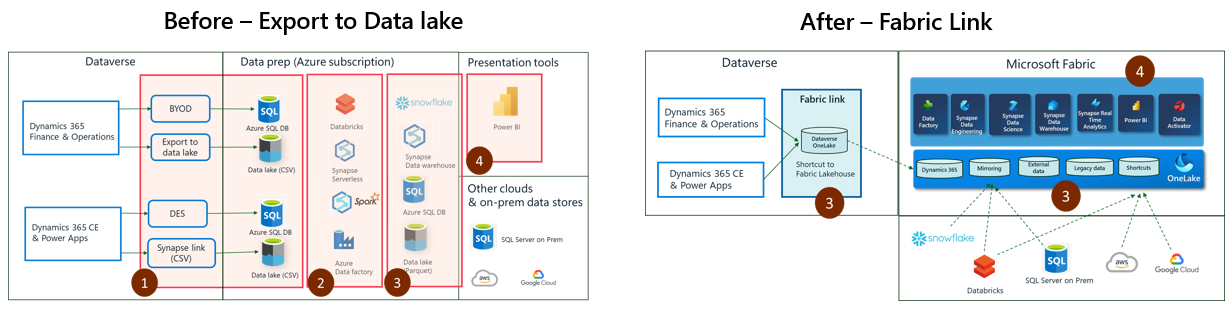 Before – Export to Data lake
Dataverse
Data prep (Azure subscription)
Presentation tools
Dynamics 365
Finance & Operations
BYOD
Export to
data lake
SQL
Azure SQL DB
Data lake (CSV)
Dynamics 365 CE
& Power Apps
DES
Synapse link
(CSV)
SQL
Azure SQL DB
Data lake (CSV)
1
Databricks
Synapse
Serverless
Spark
Azure
Data factory
2
snowflake
Synapse
Data warehouse
SQL
Azure SQL DB
Data lake
(Parquet)
3
Power BI
4
Other clouds
& on-prem data stores
SQL
SQL Server on Prem
aws
Google Cloud
After – Fabric Link
Dataverse
Dynamics 365
Finance & Operations
Dynamics 365 CE
& Power Apps
Fabric link
Dataverse
OneLake
Shortcut to
Fabric Lakehouse
3
Microsoft Fabric
4
Data
Factory
Synapse
Data
Engineering
Synapse
Data
Science
Synapse
Data
Warehouse
Synapse Real
Time
Analytics
Power BI
Data
Activator
Dynamics 365
Mirroring
External
data
Legacy data
Shortcuts
OneLake
3
snowflake
Databricks
SQL
SQL Server on Prem
aws
Google Cloud